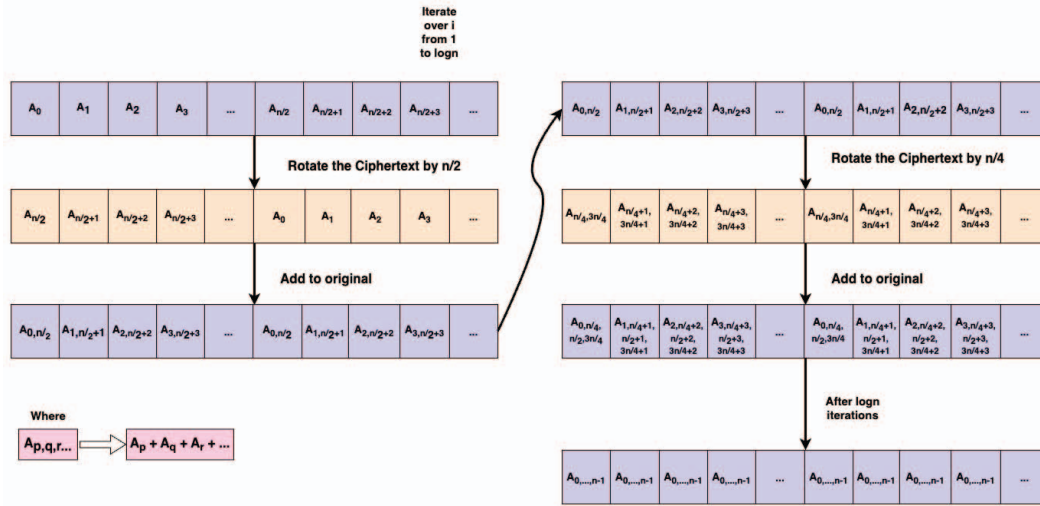 Iterate
over i
from 1
to logn
A0 A1 A2 A3 ... An/2 An/2+1 An/2+2 An/2+3 ...
Rotate the Ciphertext by n/2
An/2 An/2+1 An/2+2 An/2+3 ... A0 A1 A2 A3 ...
Add to original
A0,n/2 A1,n/2+1 A2,n/2+2 A3,n/2+3 ... A0,n/2 A1,n/2+1 A2,n/2+2 A3,n/2+3 ...
Where
Ap,q,r... Ap + Aq + Ar + ...
A0,n/2 A1,n/2+1 A2,n/2+2 A3,n/2+3 ... A0,n/2 A1,n/2+1 A2,n/2+2 A3,n/2+3 ...
Rotate the Ciphertext by n/4
An/4,3n/4 An/4+1, An/4+2, An/4+3, ... An/4,3n/4 An/4+1, An/4+2, An/4+3, ...
3n/4+1 3n/4+2 3n/4+3 3n/4+1 3n/4+2 3n/4+3
Add to original
A0,n/4, A1,n/4+1, A2,n/4+2, A3,n/4+3, ... A0,n/4, A1,n/4+1, A2,n/4+2, A3,n/4+3, ...
n/2,3n/4 n/2+1, n/2+2, n/2+3, n/2,3n/4 n/2+1, n/2+2, n/2+3,
3n/4+1 3n/4+2 3n/4+3 3n/4+1 3n/4+2 3n/4+3
After logn
iterations
A0,...,n-1 A0,...,n-1 A0,...,n-1 A0,...,n-1 ... A0,...,n-1 A0,...,n-1 A0,...,n-1 A0,...,n-1 ...